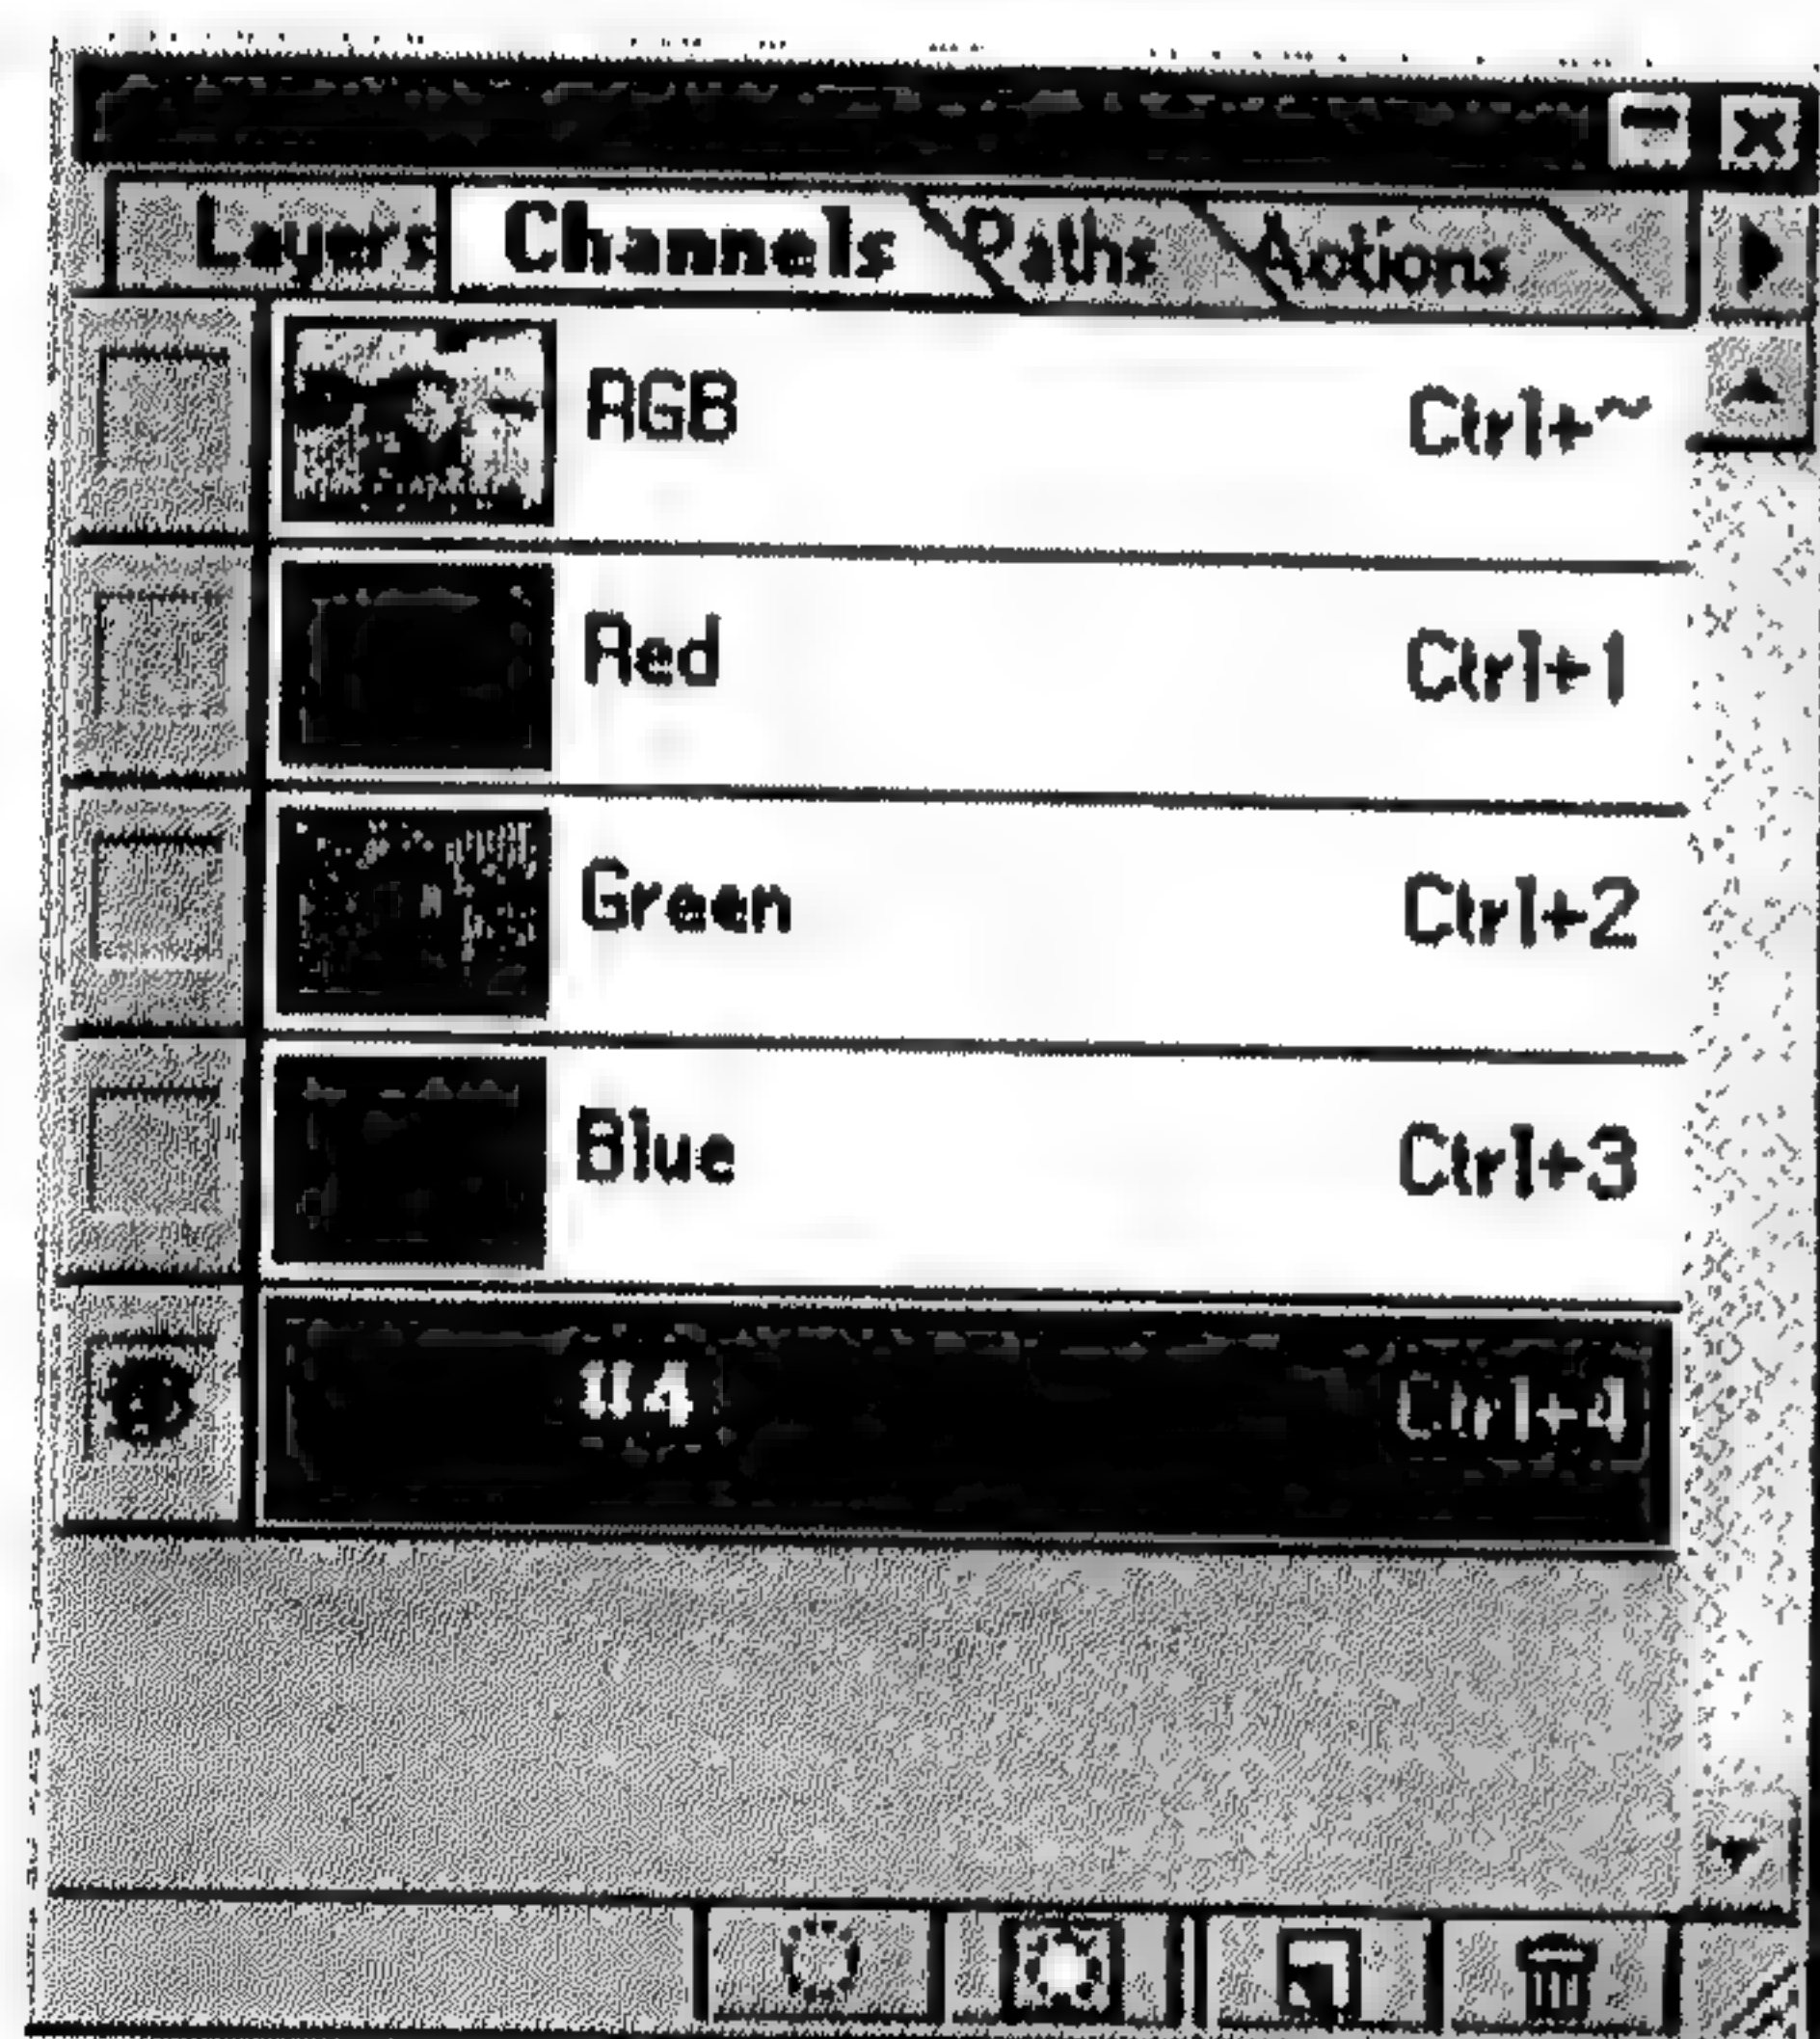 Layers Channels Paths Actions
RGB Ctrl+~
Red Ctrl+1
Green Ctrl+2
Blue Ctrl+3
#4 Ctrl+4